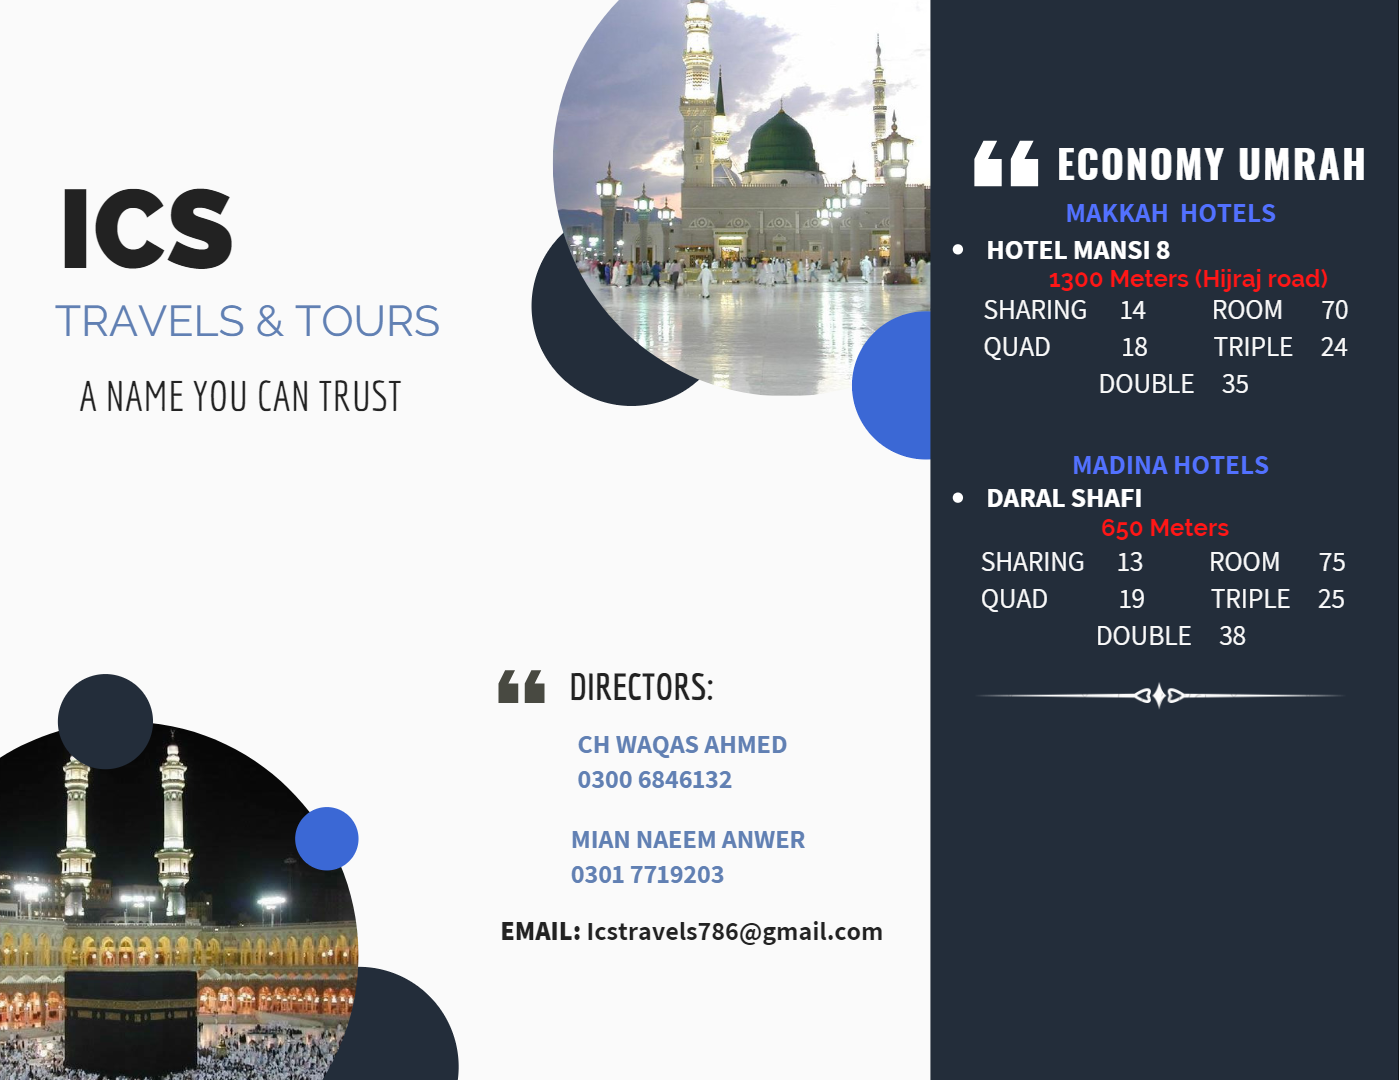 ICS
TRAVELS & TOURS
A NAME YOU CAN TRUST
DIRECTORS:
CH WAQAS AHMED
0300 6846132
MIAN NAEEM ANWER
0301 7719203
EMAIL: Icstravels786@gmail.com
ECONOMY UMRAH
MAKKAH HOTELS
• HOTEL MANSI 8
1300 Meters (Hijraj road)
SHARING 14 ROOM 70
QUAD 18 TRIPLE 24
DOUBLE 35
MADINA HOTELS
• DARAL SHAFI
650 Meters
SHARING 13 ROOM 75
QUAD 19 TRIPLE 25
DOUBLE 38